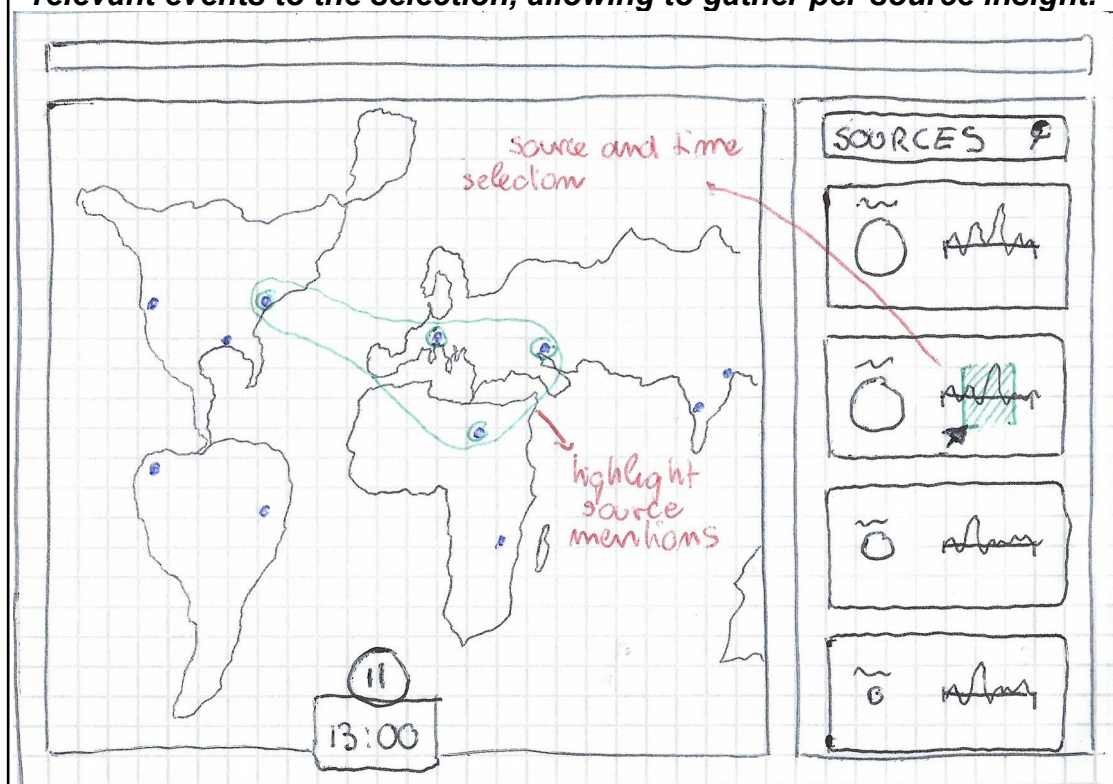 relevant events to the selection, allowing to gather per-source insight.
source and time
selection
SOURCES
highlight
source
mentions
13:00